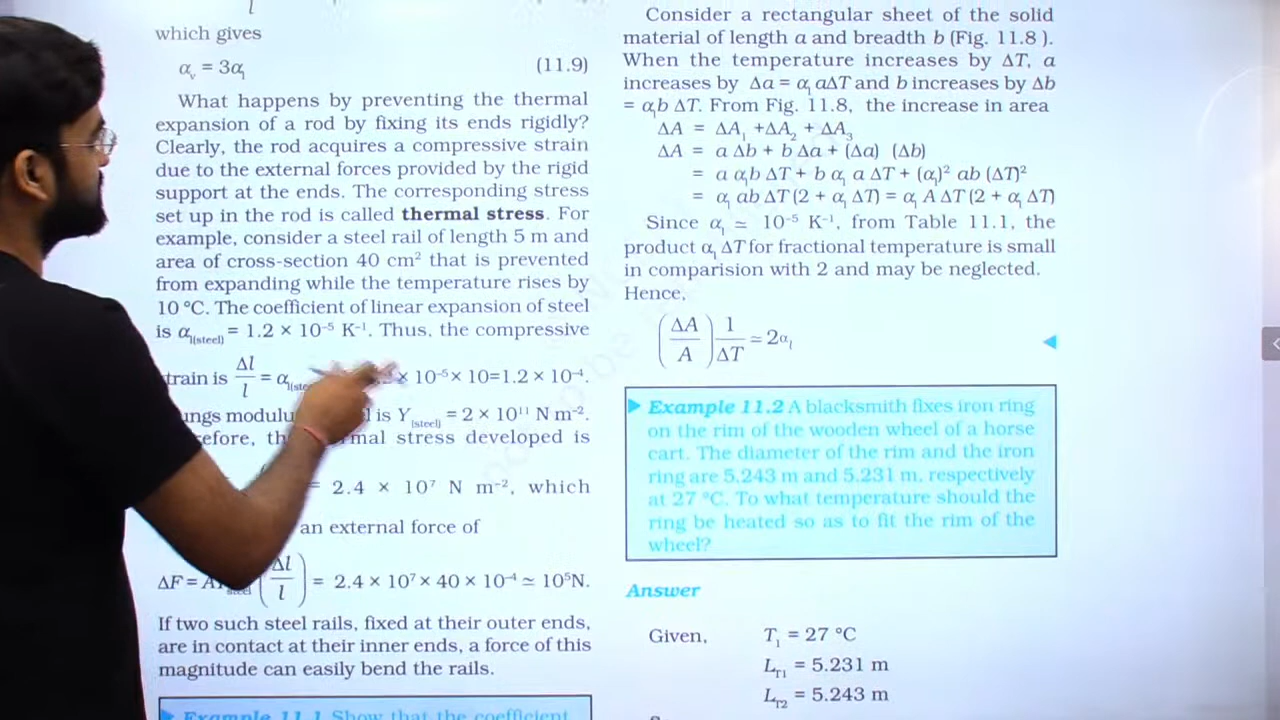 l
which gives
αᵥ = 3αₗ (11.9)
What happens by preventing the thermal
expansion of a rod by fixing its ends rigidly?
Clearly, the rod acquires a compressive strain
due to the external forces provided by the rigid
support at the ends. The corresponding stress
set up in the rod is called thermal stress. For
example, consider a steel rail of length 5 m and
area of cross-section 40 cm² that is prevented
from expanding while the temperature rises by
10 °C. The coefficient of linear expansion of steel
is αₗ₍steel₎ = 1.2 × 10⁻⁵ K⁻¹. Thus, the compressive
train is Δl/l = α × 10⁻⁵ × 10=1.2 × 10⁻⁴.
ungs modulu is Y(steel) = 2 × 10¹¹ N m⁻².
efore, th mal stress developed is
= 2.4 × 10⁷ N m⁻², which
an external force of
ΔF = A (Δl/l) = 2.4 × 10⁷ × 40 × 10⁻⁴ ≃ 10⁵N.
If two such steel rails, fixed at their outer ends,
are in contact at their inner ends, a force of this
magnitude can easily bend the rails.
Example 11.1 Show that the coefficient
Consider a rectangular sheet of the solid
material of length a and breadth b (Fig. 11.8 ).
When the temperature increases by ΔT, a
increases by Δa = αₗ aΔT and b increases by Δb
= αₗb ΔT. From Fig. 11.8, the increase in area
ΔA = ΔA₁ +ΔA₂ + ΔA₃
ΔA = a Δb + b Δa + (Δa) (Δb)
= a αₗb ΔT + b αₗ a ΔT + (αₗ)² ab (ΔT)²
= αₗ ab ΔT (2 + αₗ ΔT) = αₗ A ΔT (2 + αₗ ΔT)
Since αₗ ≃ 10⁻⁵ K⁻¹, from Table 11.1, the
product αₗ ΔT for fractional temperature is small
in comparision with 2 and may be neglected.
Hence,
(ΔA/A) 1/ΔT ≃ 2αₗ
Example 11.2 A blacksmith fixes iron ring
on the rim of the wooden wheel of a horse
cart. The diameter of the rim and the iron
ring are 5.243 m and 5.231 m, respectively
at 27 °C. To what temperature should the
ring be heated so as to fit the rim of the
wheel?
Answer
Given, T₁ = 27 °C
L_T1 = 5.231 m
L_T2 = 5.243 m